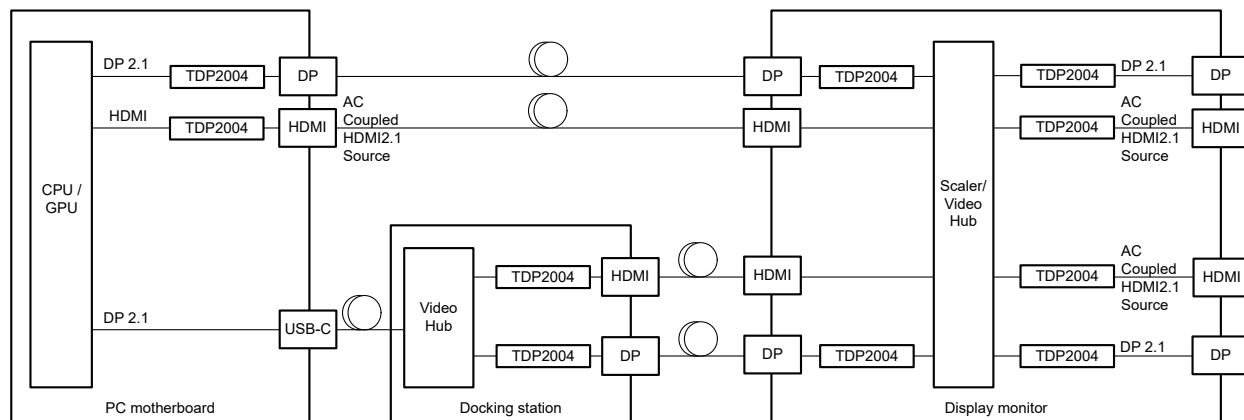 DP 2.1
TDP2004
DP
DP
TDP2004
TDP2004
DP 2.1
DP
HDMI
TDP2004
HDMI
AC
Coupled
HDMI2.1
Source
HDMI
TDP2004
AC
Coupled
HDMI2.1
Source
HDMI
CPU /
GPU
Scaler/
Video
Hub
TDP2004
HDMI
HDMI
TDP2004
AC
Coupled
HDMI2.1
Source
HDMI
DP 2.1
USB-C
Video
Hub
TDP2004
DP
DP
TDP2004
TDP2004
DP 2.1
DP
PC motherboard
Docking station
Display monitor